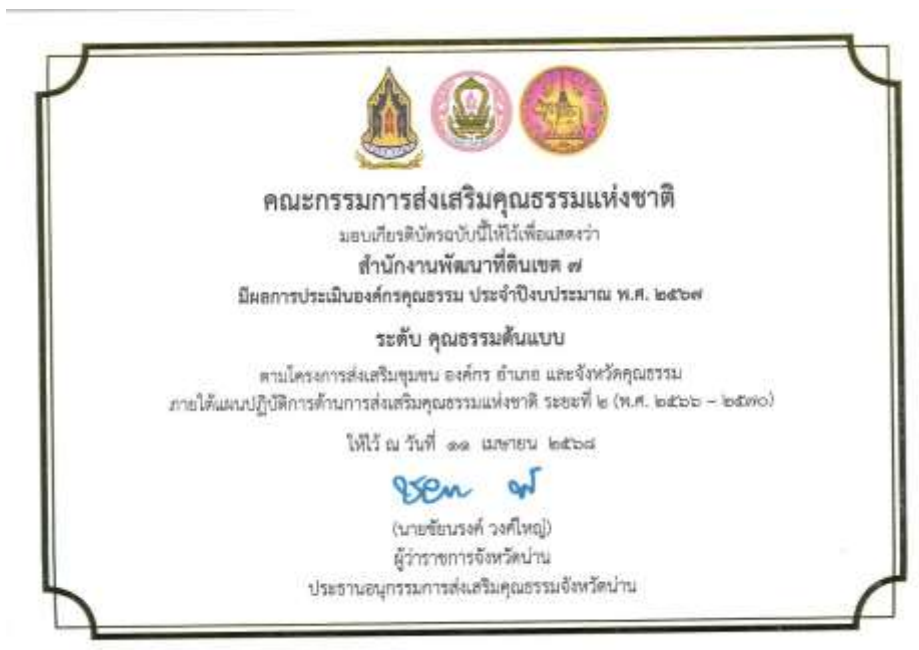 คณะกรรมการส่งเสริมคุณธรรมแห่งชาติ
มอบเกียรติบัตรฉบับนี้ให้ไว้เพื่อแสดงว่า
สำนักงานพัฒนาที่ดินเขต ๗
มีผลการประเมินองค์กรคุณธรรม ประจำปีงบประมาณ พ.ศ. ๒๕๖๗
ระดับ คุณธรรมต้นแบบ
ตามโครงการส่งเสริมชุมชน องค์กร อำเภอ และจังหวัดคุณธรรม
ภายใต้แผนปฏิบัติการด้านการส่งเสริมคุณธรรมแห่งชาติ ระยะที่ ๒ (พ.ศ. ๒๕๖๖ – ๒๕๗๐)
ให้ไว้ ณ วันที่ ๑๑ เมษายน ๒๕๖๘
(นายชัยนรงค์ วงศ์ใหญ่)
ผู้ว่าราชการจังหวัดน่าน
ประธานอนุกรรมการส่งเสริมคุณธรรมจังหวัดน่าน